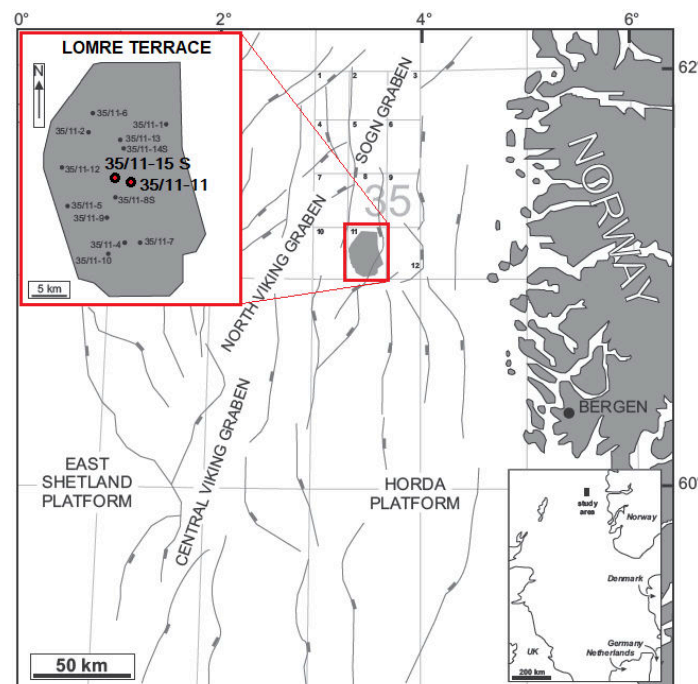 0°
2°
4°
6°
62°
60°
LOMRE TERRACE
N
35/11-6
35/11-1
35/11-2
35/11-13
35/11-14S
35/11-12
35/11-15 S
35/11-11
35/11-8S
35/11-5
35/11-9
35/11-4
35/11-7
35/11-10
5 km
1
2
3
4
5
6
7
8
9
10
11
12
35
SOGN GRABEN
NORTH VIKING GRABEN
CENTRAL VIKING GRABEN
NORWAY
BERGEN
EAST
SHETLAND
PLATFORM
HORDA
PLATFORM
50 km
study
area
Norway
Denmark
Germany
Netherlands
UK
200 km